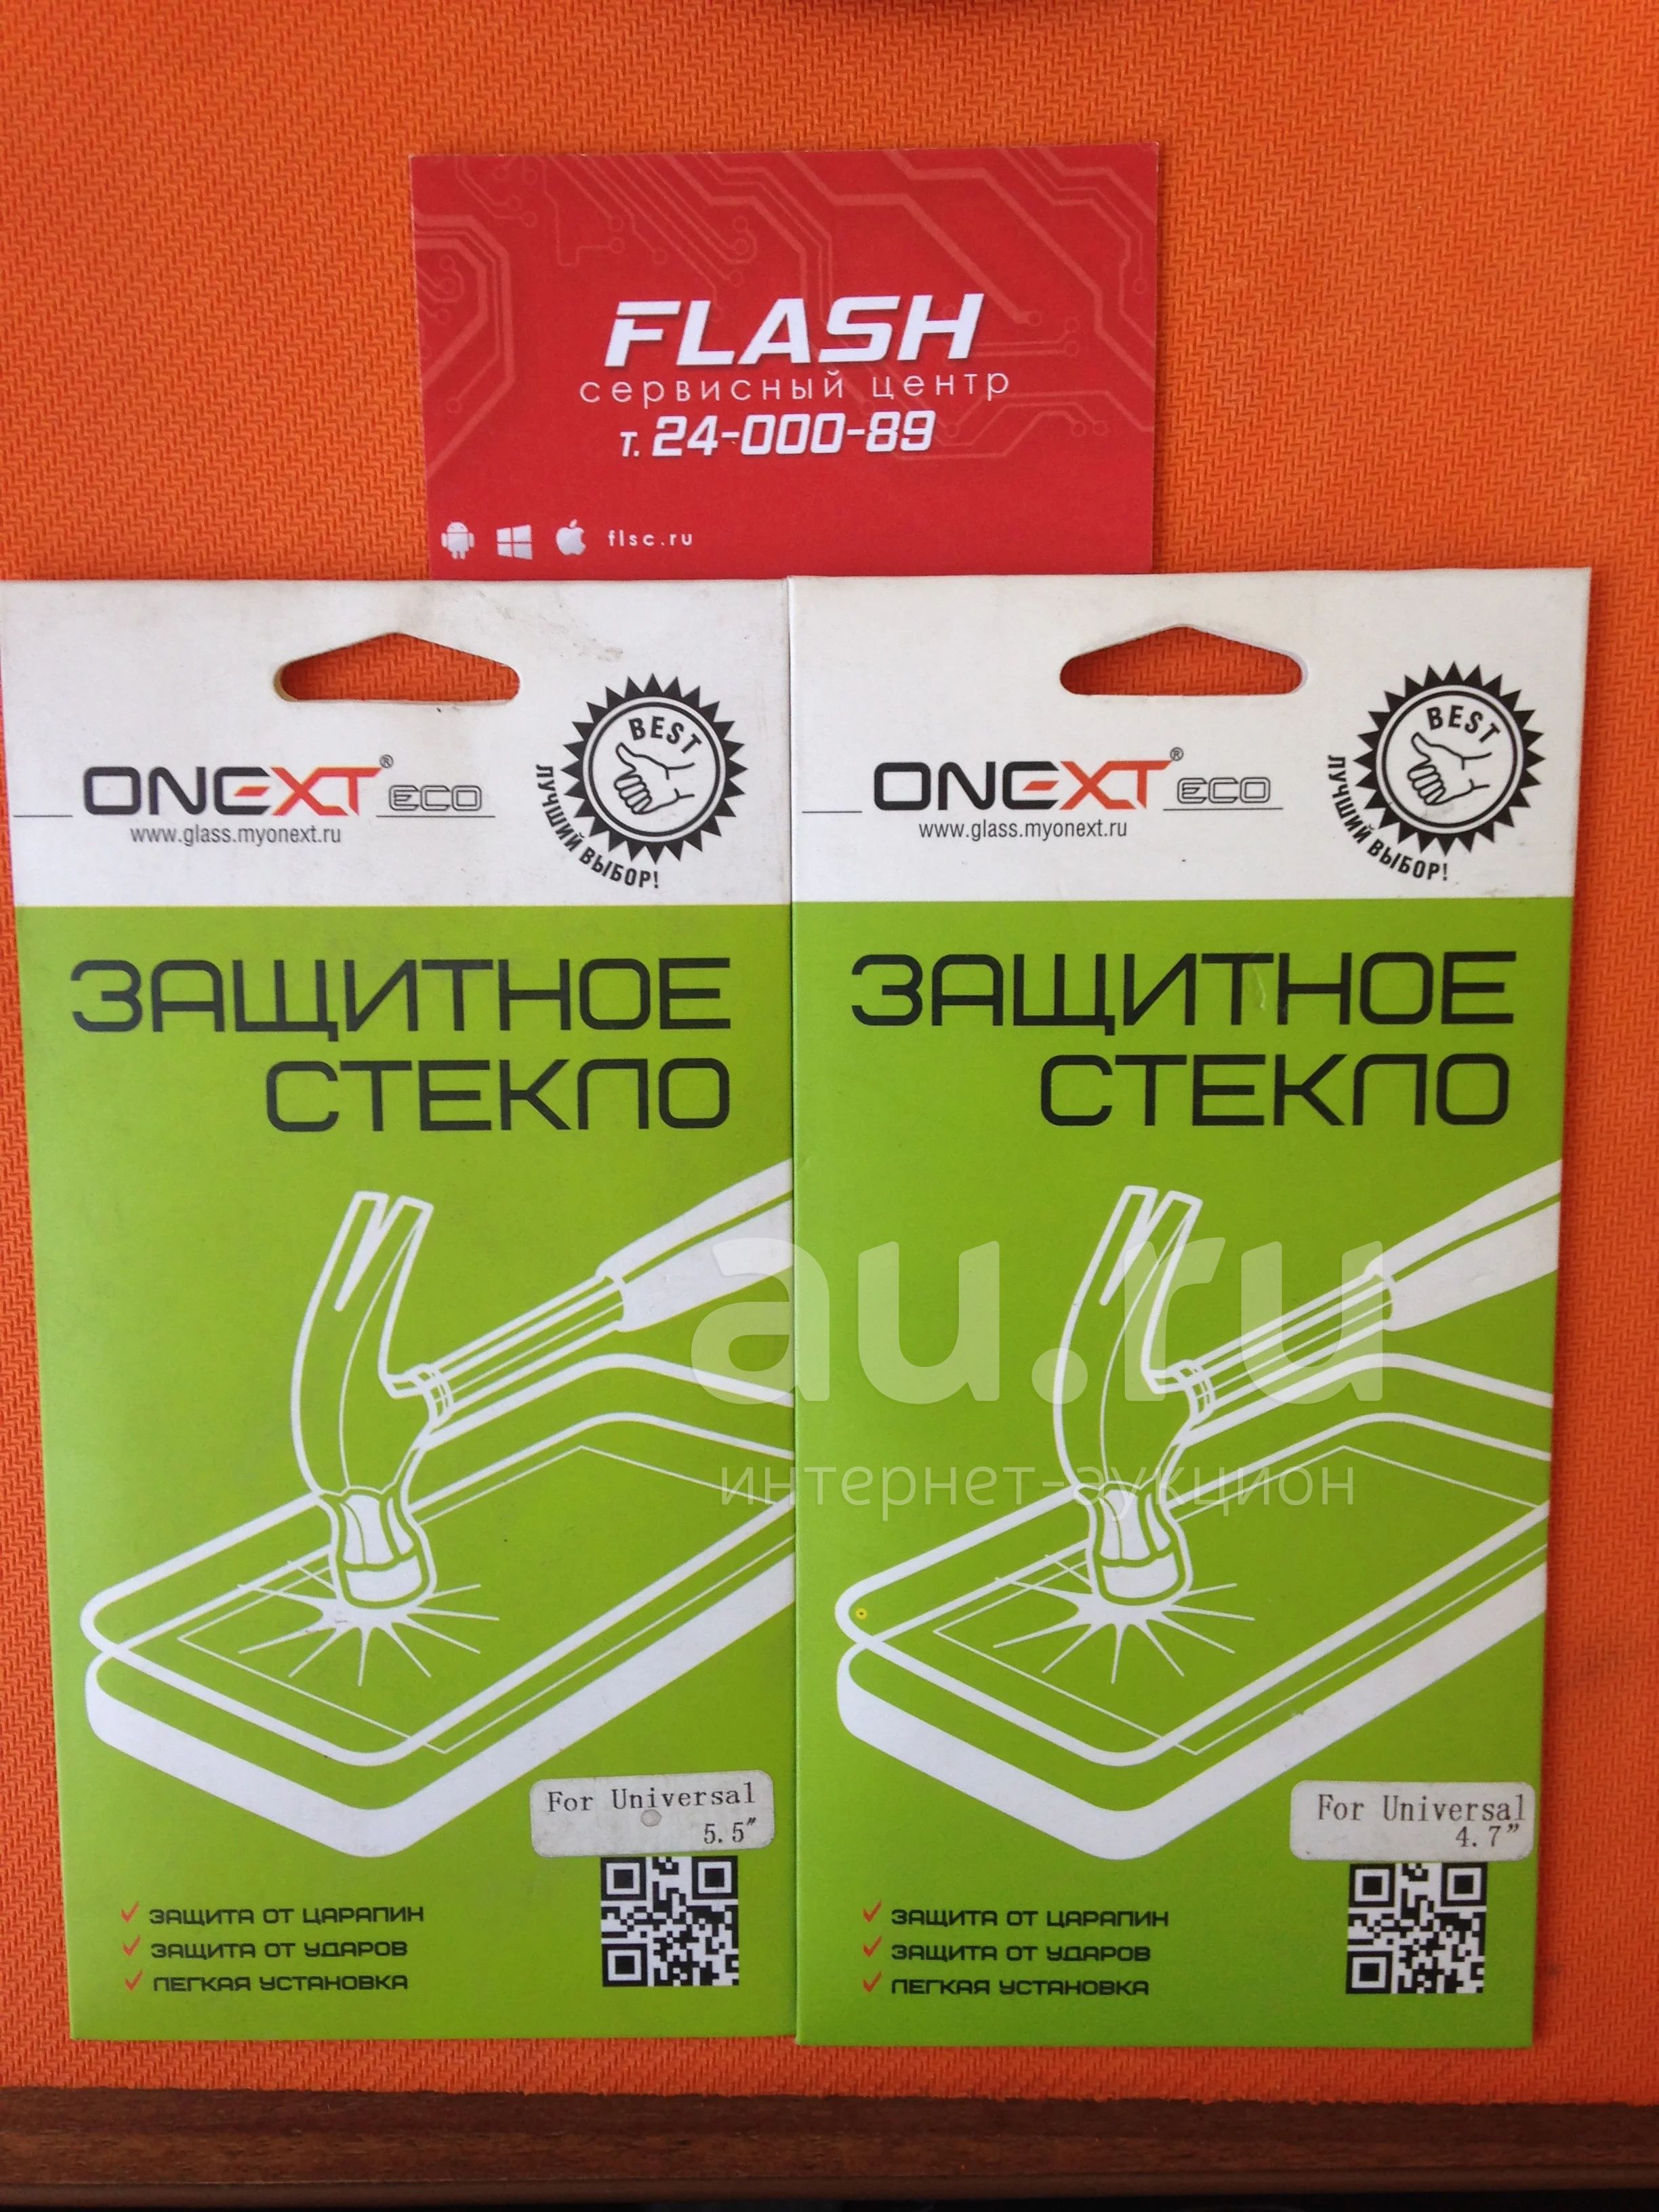 FLASH
сервисный центр
т. 24-000-89
flsc.ru
ONEXT® ECO
www.glass.myonext.ru
BEST
ЛУЧШИЙ ВЫБОР!
ЗАЩИТНОЕ
СТЕКЛО
For Universal
5.5"
ЗАЩИТА ОТ ЦАРАПИН
ЗАЩИТА ОТ УДАРОВ
ЛЕГКАЯ УСТАНОВКА
ONEXT® ECO
www.glass.myonext.ru
BEST
ЛУЧШИЙ ВЫБОР!
ЗАЩИТНОЕ
СТЕКЛО
For Universal
4.7"
ЗАЩИТА ОТ ЦАРАПИН
ЗАЩИТА ОТ УДАРОВ
ЛЕГКАЯ УСТАНОВКА
au.ru
интернет-аукцион